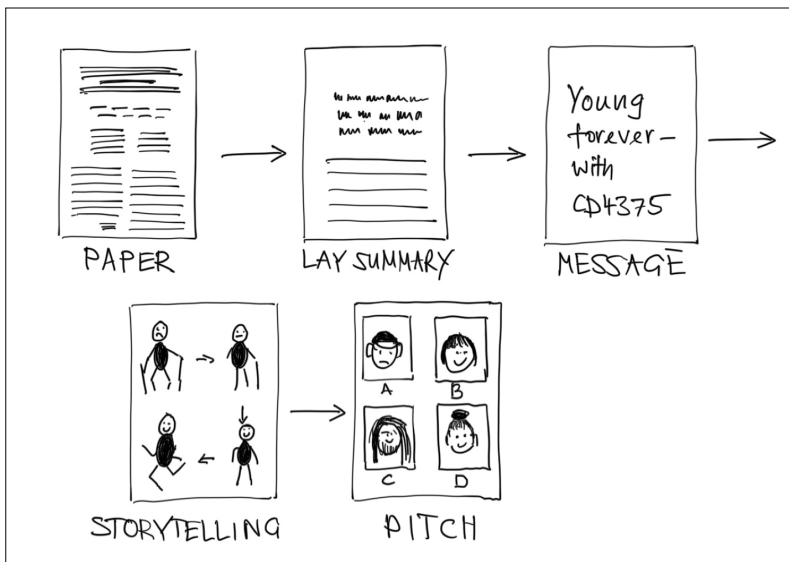 PAPER
LAY SUMMARY
Young
forever–
with
CD4375
MESSAGE
A
B
C
D
STORYTELLING
PITCH